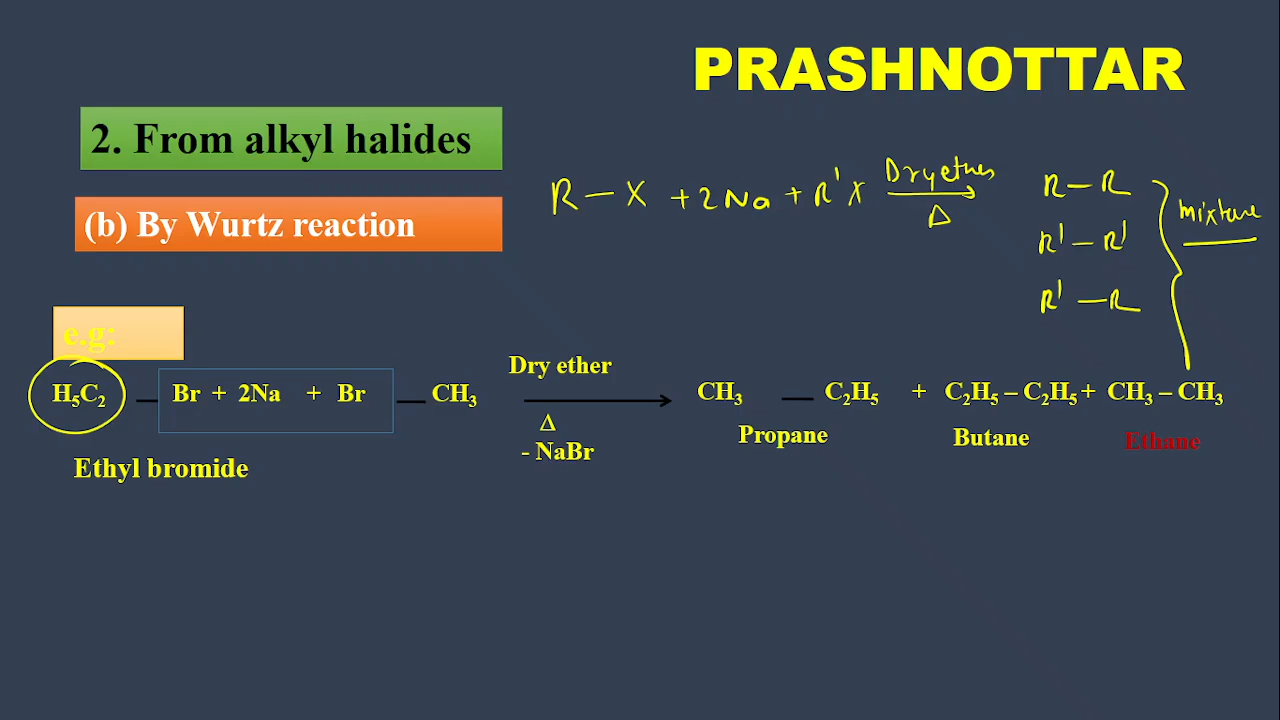 PRASHNOTTAR
2. From alkyl halides
(b) By Wurtz reaction
R — X + 2Na + R'X Dry ether Δ
R — R
R' — R'
R' — R
mixture
e.g:
H₅C₂ — Br + 2Na + Br — CH₃
Ethyl bromide
Dry ether
Δ
- NaBr
CH₃ — C₂H₅ + C₂H₅ – C₂H₅ + CH₃ – CH₃
Propane Butane Ethane